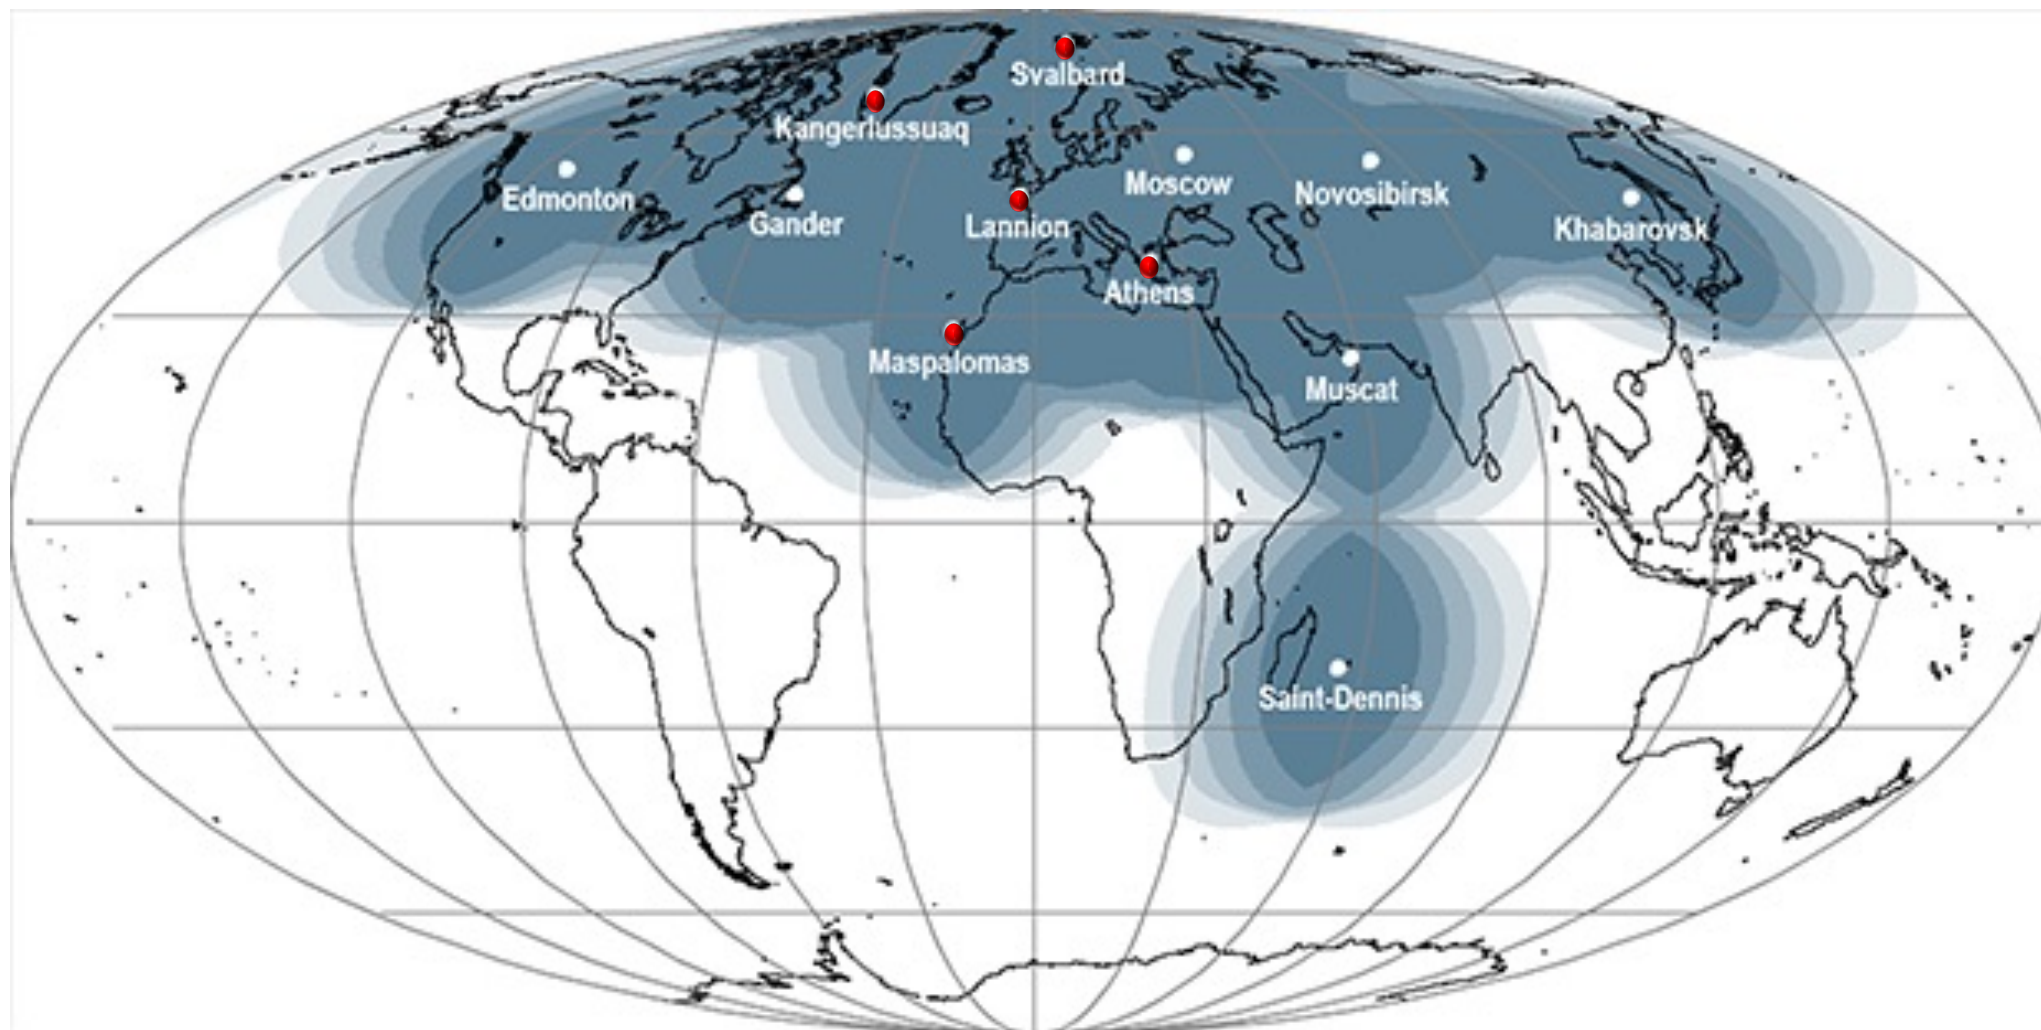 Svalbard
Kangerlussuaq
Edmonton
Gander
Lannion
Moscow
Novosibirsk
Khabarovsk
Athens
Maspalomas
Muscat
Saint-Dennis